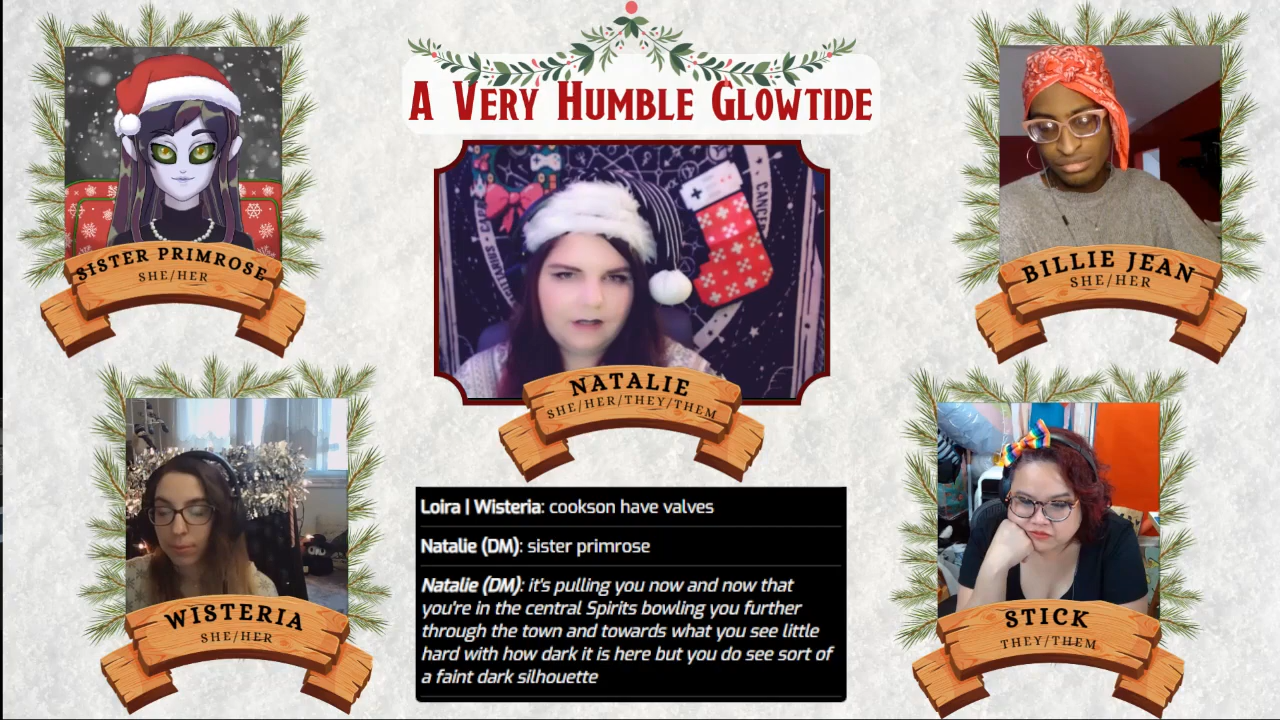 A Very Humble Glowtide
SISTER PRIMROSE
SHE/HER
BILLIE JEAN
SHE/HER
CANCER
NATALIE
SHE/HER/THEY/THEM
WISTERIA
SHE/HER
STICK
THEY/THEM
Loira | Wisteria: cookson have valves
Natalie (DM): sister primrose
Natalie (DM): it's pulling you now and now that
you're in the central Spirits bowling you further
through the town and towards what you see little
hard with how dark it is here but you do see sort of
a faint dark silhouette